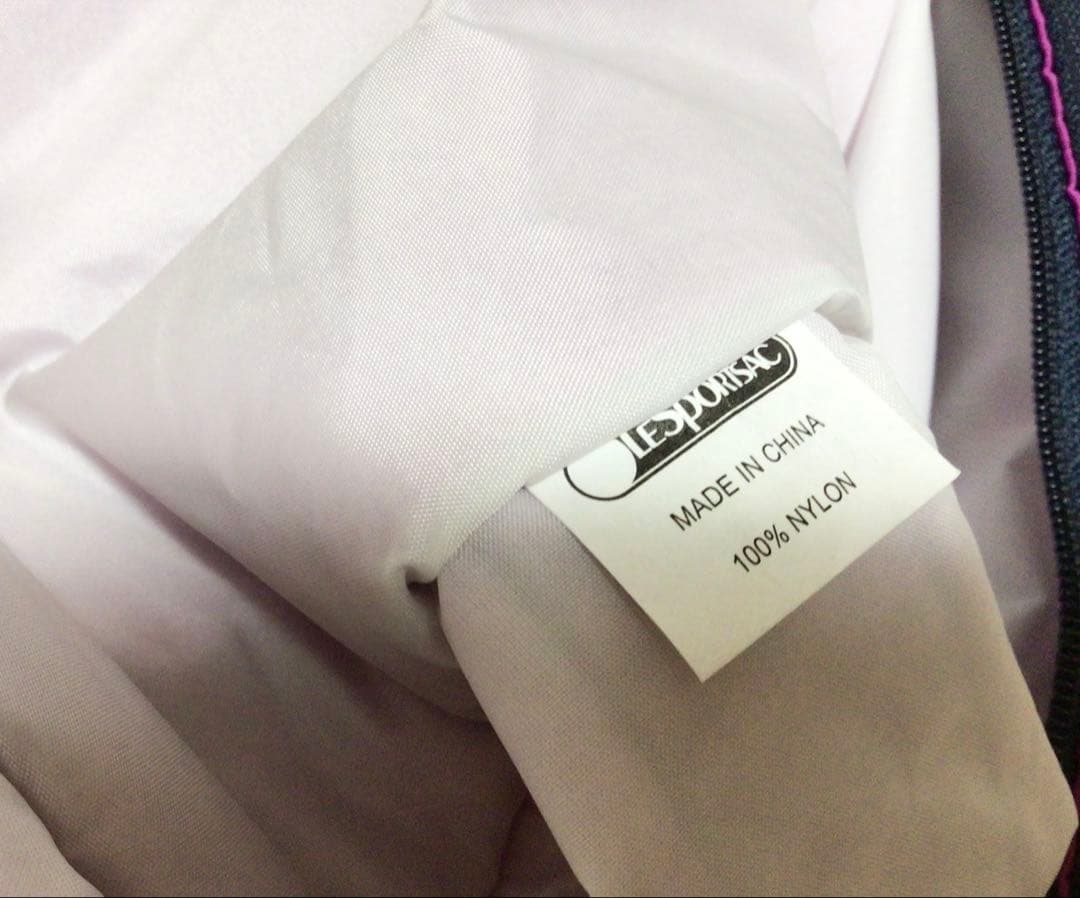 LESPORTSAC
MADE IN CHINA
100% NYLON